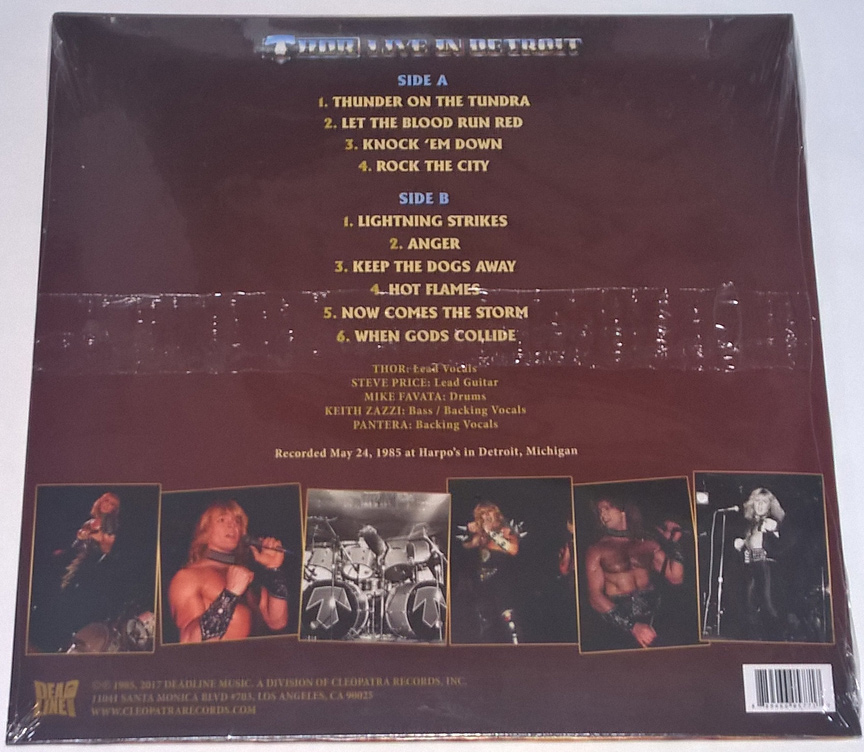 THOR LIVE IN DETROIT
SIDE A
1. THUNDER ON THE TUNDRA
2. LET THE BLOOD RUN RED
3. KNOCK ‘EM DOWN
4. ROCK THE CITY
SIDE B
1. LIGHTNING STRIKES
2. ANGER
3. KEEP THE DOGS AWAY
4. HOT FLAMES
5. NOW COMES THE STORM
6. WHEN GODS COLLIDE
THOR: Lead Vocals
STEVE PRICE: Lead Guitar
MIKE FAVATA: Drums
KEITH ZAZZI: Bass / Backing Vocals
PANTERA: Backing Vocals
Recorded May 24, 1985 at Harpo's in Detroit, Michigan
DEAD LINE
©℗ 1985, 2017 DEADLINE MUSIC, A DIVISION OF CLEOPATRA RECORDS, INC.
11041 SANTA MONICA BLVD #703, LOS ANGELES, CA 90025
WWW.CLEOPATRARECORDS.COM